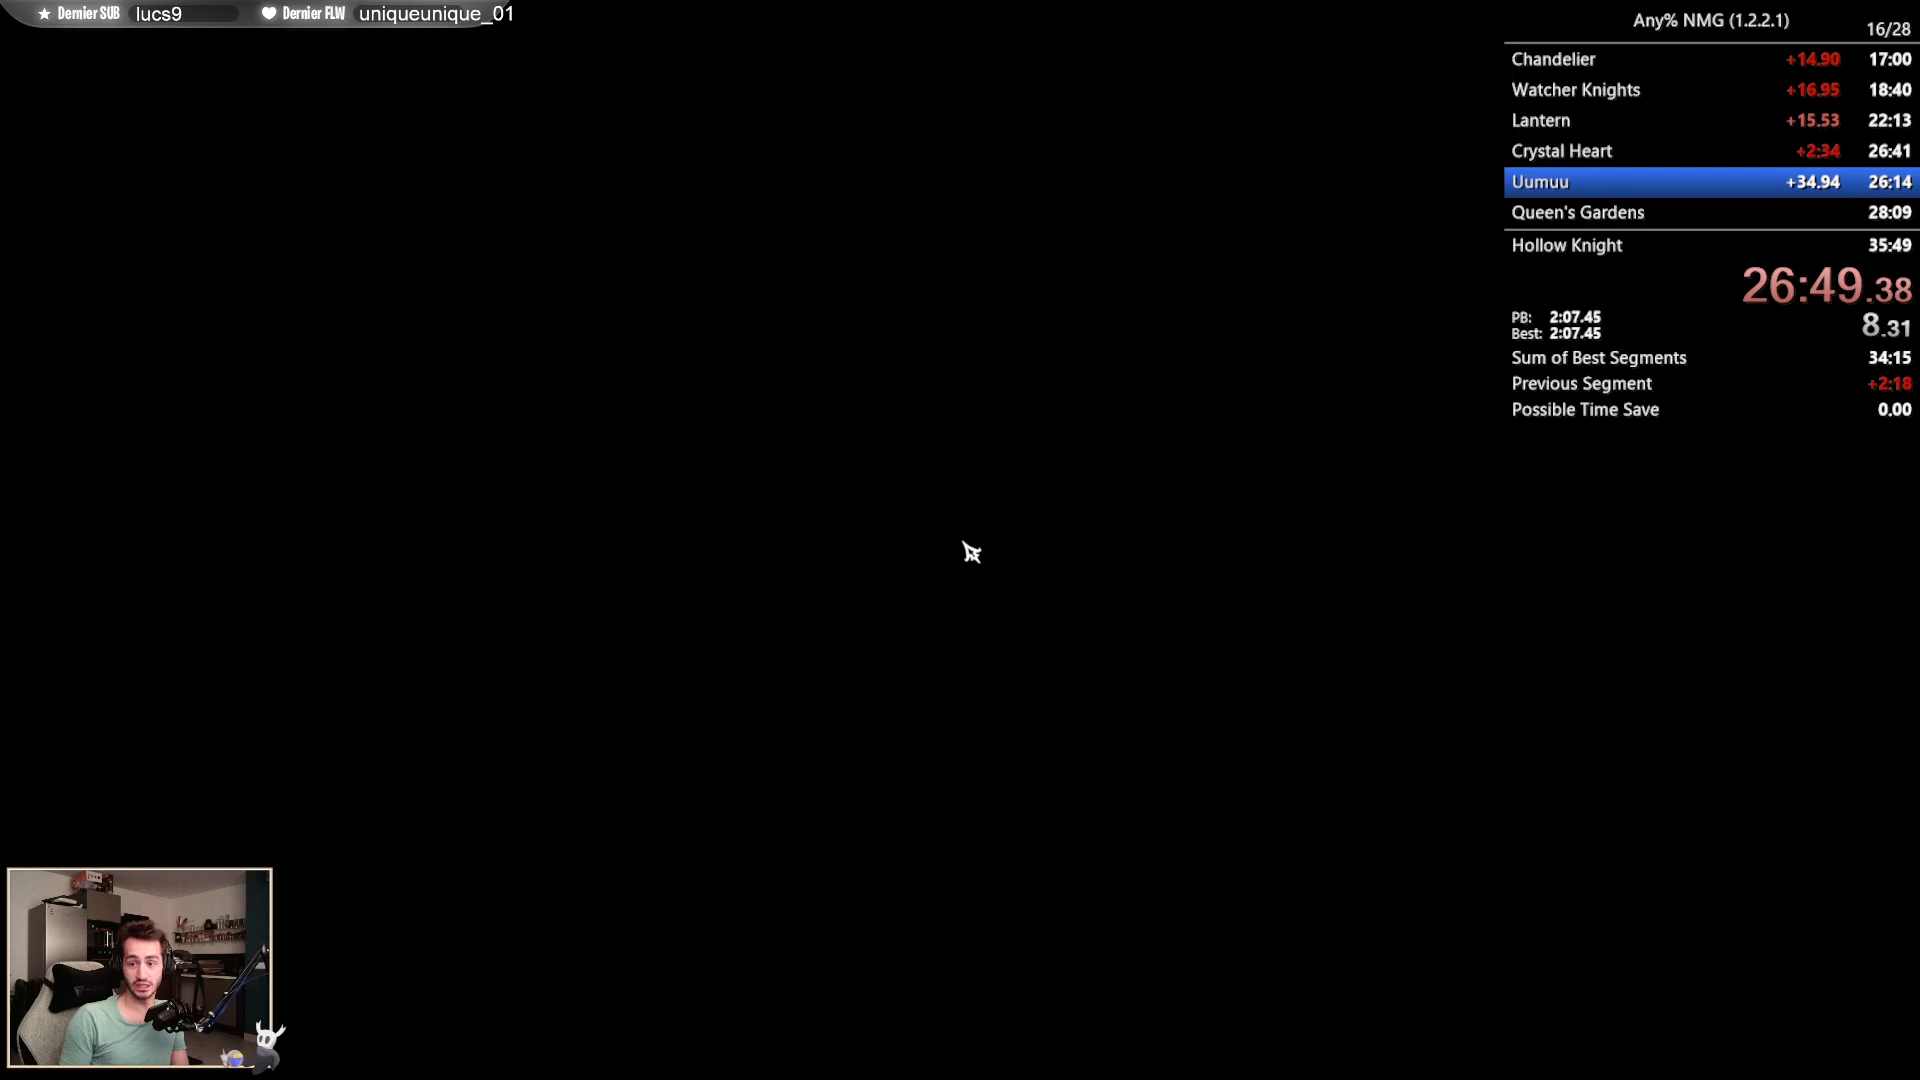 Dernier SUB lucs9 Dernier FLW uniqueunique_01
Any% NMG (1.2.2.1)
16/28
Chandelier +14.90 17:00
Watcher Knights +16.95 18:40
Lantern +15.53 22:13
Crystal Heart +2:34 26:41
Uumuu +34.94 26:14
Queen's Gardens 28:09
Hollow Knight 35:49
26:49.38
PB: 2:07.45
Best: 2:07.45
8.31
Sum of Best Segments 34:15
Previous Segment +2:18
Possible Time Save 0.00